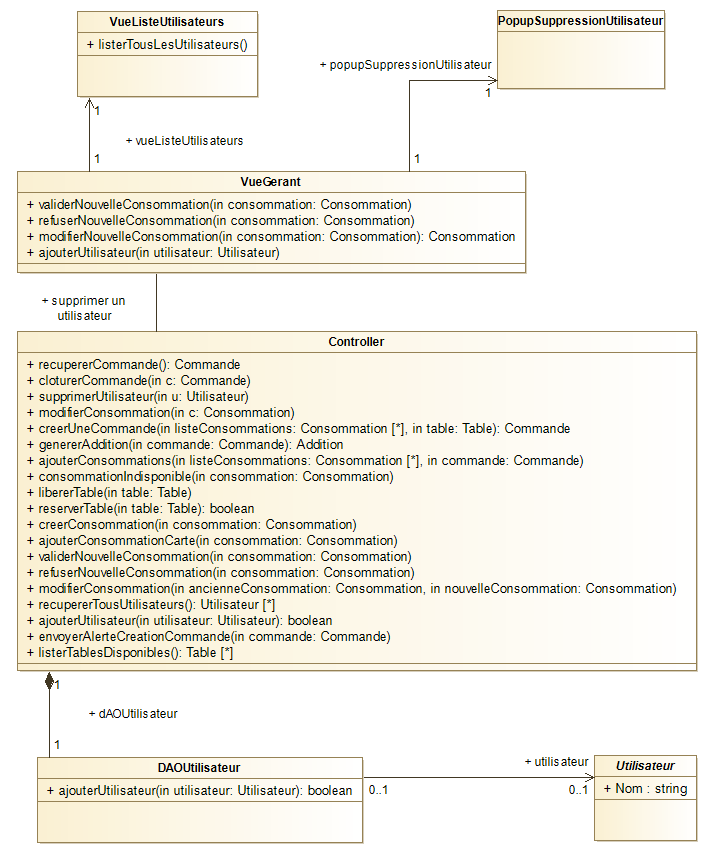 VueListeUtilisateurs
+ listerTousLesUtilisateurs()
PopupSuppressionUtilisateur
+ popupSuppressionUtilisateur
1
1
+ vueListeUtilisateurs
1
1
VueGerant
+ validerNouvelleConsommation(in consommation: Consommation)
+ refuserNouvelleConsommation(in consommation: Consommation)
+ modifierNouvelleConsommation(in consommation: Consommation): Consommation
+ ajouterUtilisateur(in utilisateur: Utilisateur)
+ supprimer un
utilisateur
Controller
+ recupererCommande(): Commande
+ cloturerCommande(in c: Commande)
+ supprimerUtilisateur(in u: Utilisateur)
+ modifierConsommation(in c: Consommation)
+ creerUneCommande(in listeConsommations: Consommation [*], in table: Table): Commande
+ genererAddition(in commande: Commande): Addition
+ ajouterConsommations(in listeConsommations: Consommation [*], in commande: Commande)
+ consommationIndisponible(in consommation: Consommation)
+ libererTable(in table: Table)
+ reserverTable(in table: Table): boolean
+ creerConsommation(in consommation: Consommation)
+ ajouterConsommationCarte(in consommation: Consommation)
+ validerNouvelleConsommation(in consommation: Consommation)
+ refuserNouvelleConsommation(in consommation: Consommation)
+ modifierConsommation(in ancienneConsommation: Consommation, in nouvelleConsommation: Consommation)
+ recupererTousUtilisateurs(): Utilisateur [*]
+ ajouterUtilisateur(in utilisateur: Utilisateur): boolean
+ envoyerAlerteCreationCommande(in commande: Commande)
+ listerTablesDisponibles(): Table [*]
1
+ dAOUtilisateur
1
DAOUtilisateur
+ ajouterUtilisateur(in utilisateur: Utilisateur): boolean
+ utilisateur
0..1
0..1
Utilisateur
+ Nom : string